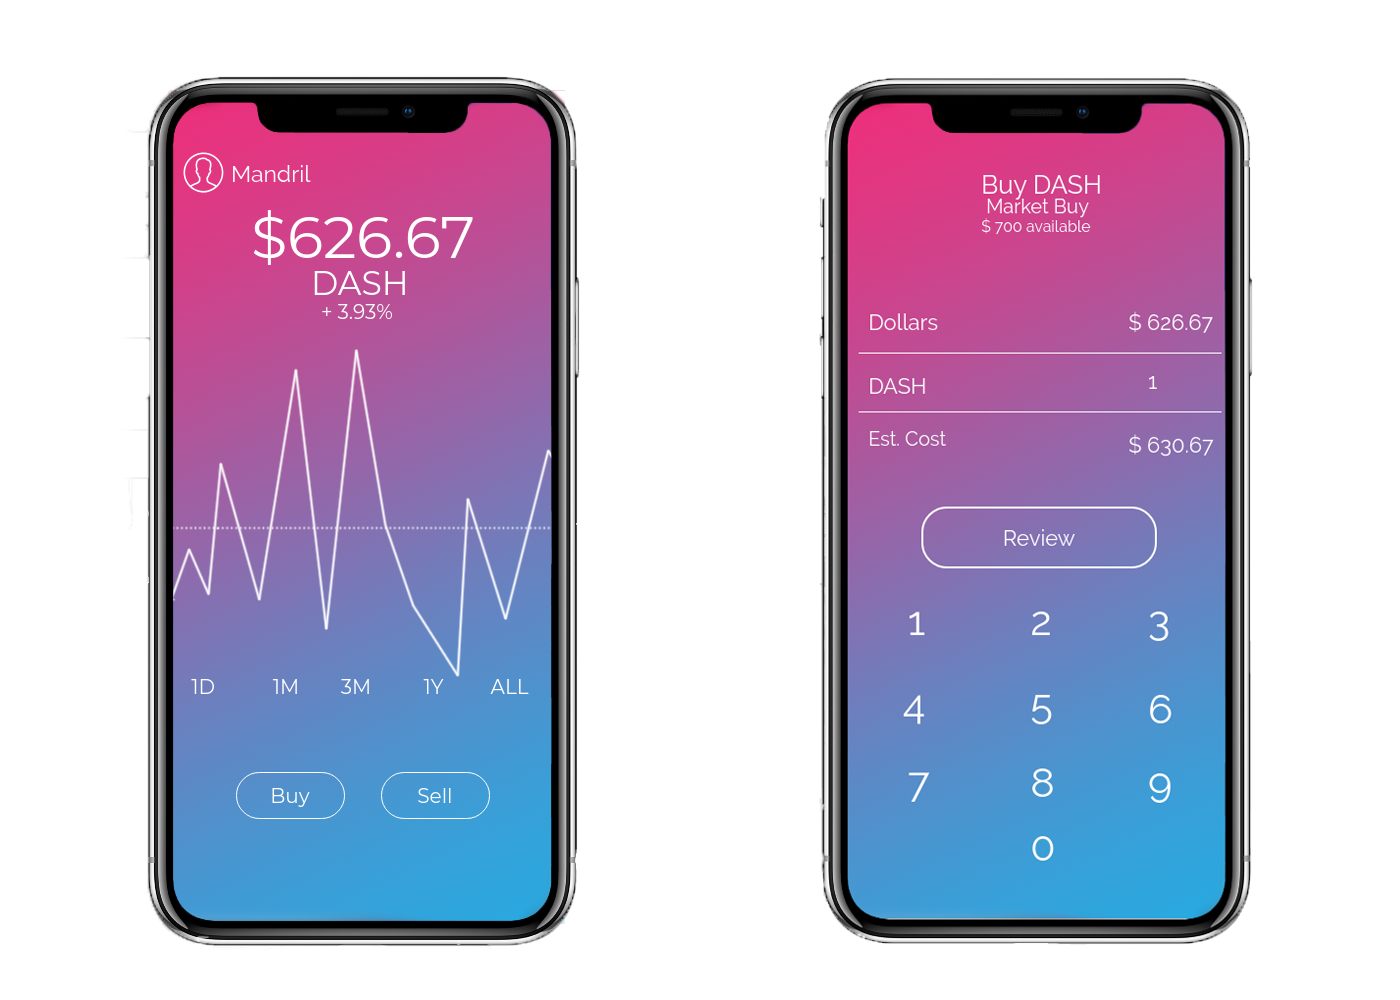 Mandril
$626.67
DASH
+ 3.93%
1D 1M 3M 1Y ALL
Buy Sell
Buy DASH
Market Buy
$ 700 available
Dollars $ 626.67
DASH 1
Est. Cost $ 630.67
Review
1 2 3
4 5 6
7 8 9
0